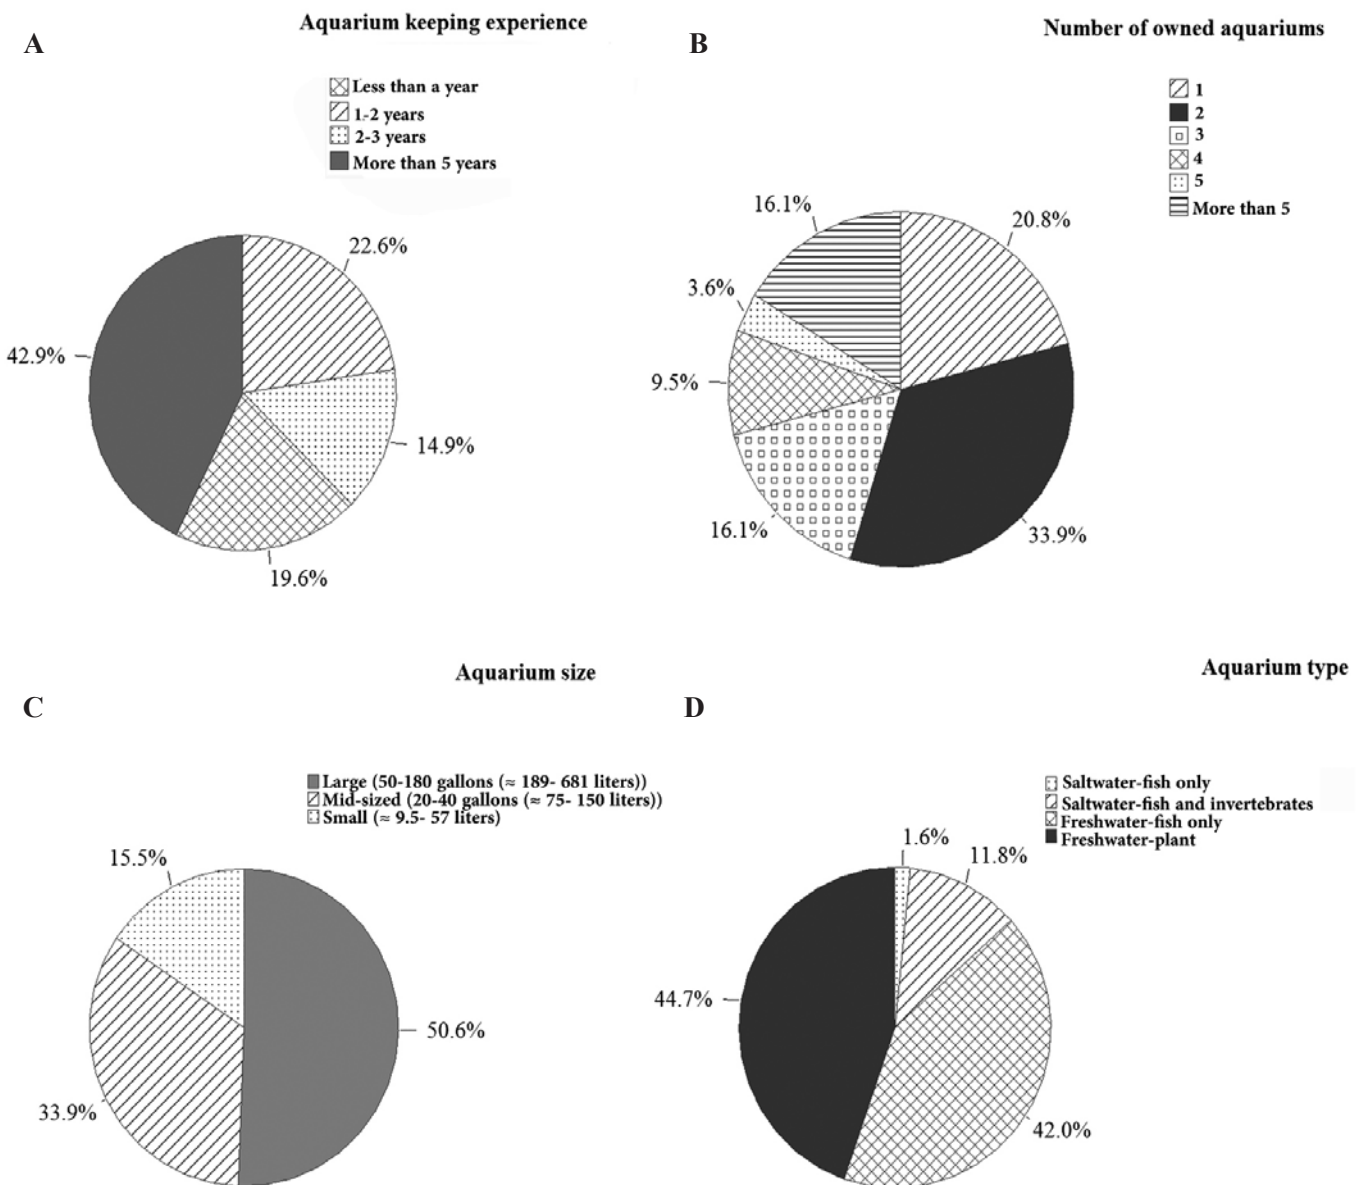 Aquarium keeping experience
A
Less than a year
1-2 years
2-3 years
More than 5 years
22.6%
42.9%
14.9%
19.6%
Number of owned aquariums
B
1
2
3
4
5
More than 5
16.1%
20.8%
3.6%
9.5%
16.1%
33.9%
Aquarium size
C
Large (50-180 gallons (≈ 189- 681 liters))
Mid-sized (20-40 gallons (≈ 75- 150 liters))
Small (≈ 9.5- 57 liters)
15.5%
50.6%
33.9%
Aquarium type
D
Saltwater-fish only
Saltwater-fish and invertebrates
Freshwater-fish only
Freshwater-plant
1.6%
11.8%
44.7%
42.0%